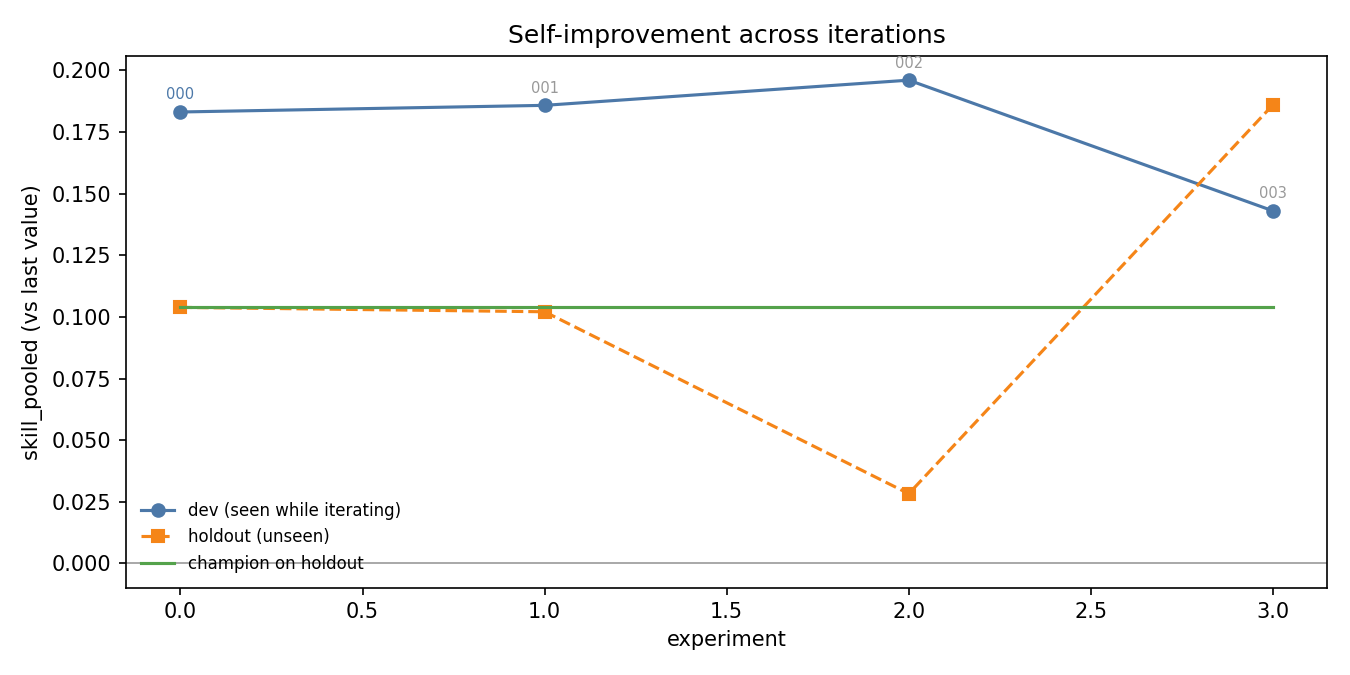 Self-improvement across iterations
000
001
002
003
0.200
0.175
0.150
0.125
0.100
0.075
0.050
0.025
0.000
skill_pooled (vs last value)
dev (seen while iterating)
holdout (unseen)
champion on holdout
0.0 0.5 1.0 1.5 2.0 2.5 3.0
experiment